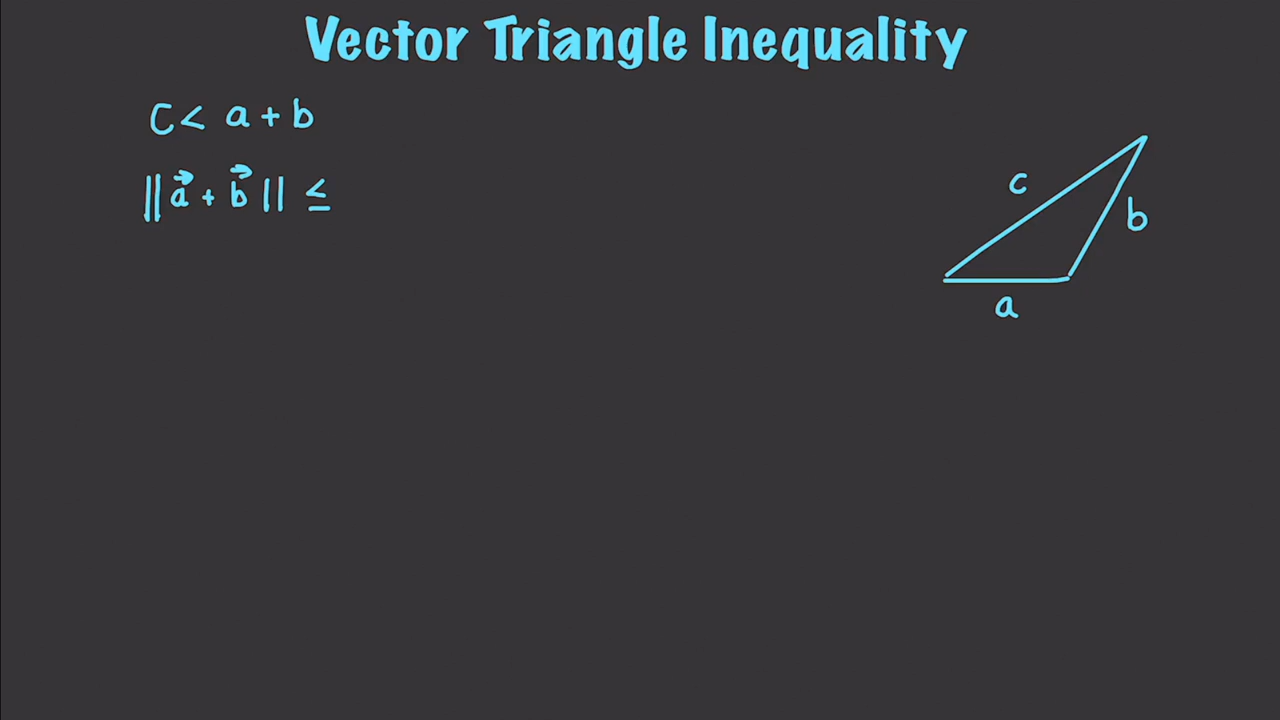 Vector Triangle Inequality
c < a + b
‖a⃗ + b⃗‖ ≤
c
b
a